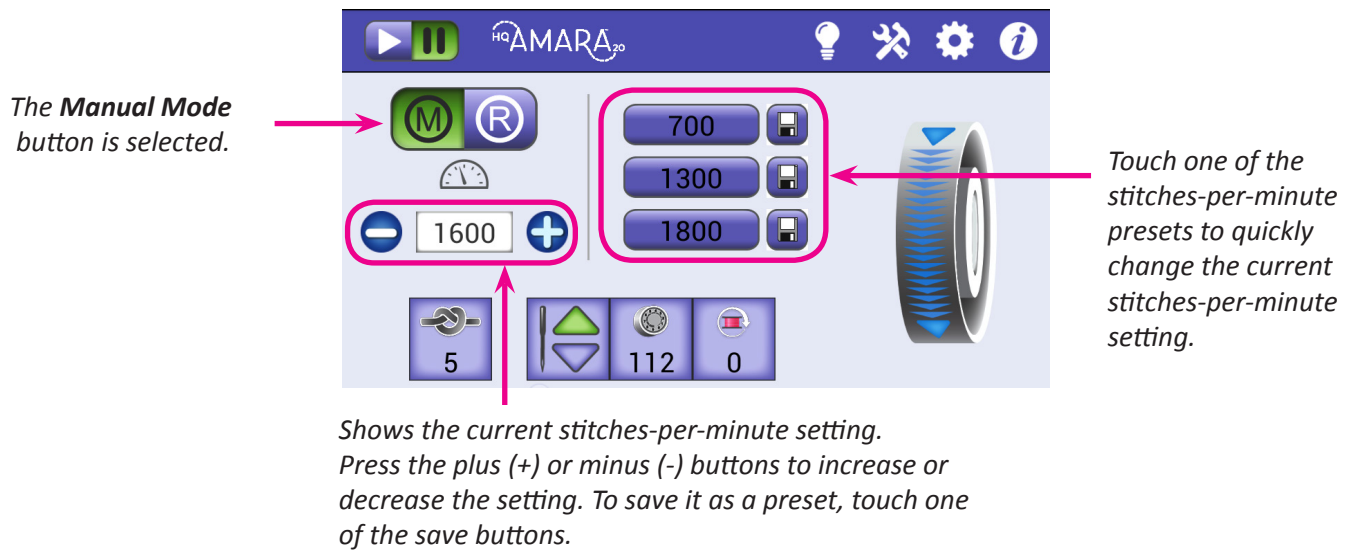 HQ AMARA 20
The Manual Mode
button is selected.
M R
700
1300
1800
1600
5
112
0
Touch one of the
stitches-per-minute
presets to quickly
change the current
stitches-per-minute
setting.
Shows the current stitches-per-minute setting.
Press the plus (+) or minus (-) buttons to increase or
decrease the setting. To save it as a preset, touch one
of the save buttons.